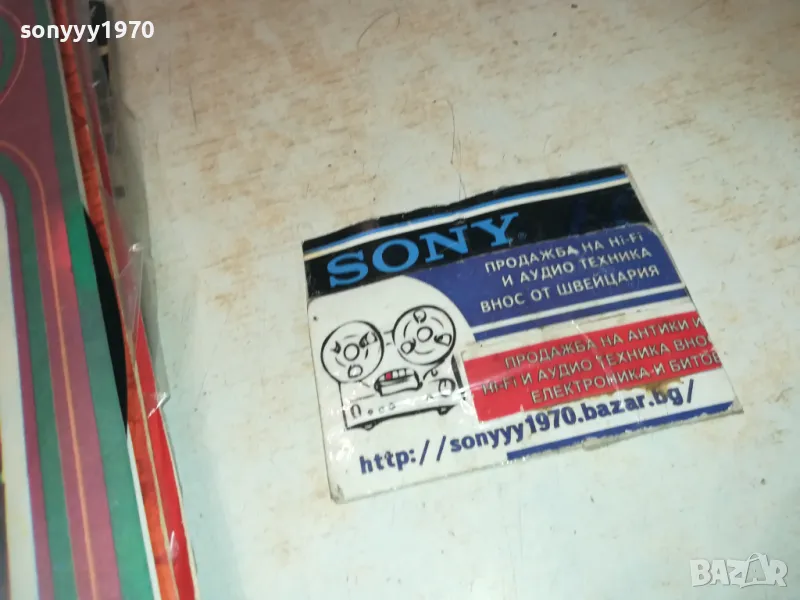 sonyyy1970
SONY
ПРОДАЖБА НА Hi-Fi
И АУДИО ТЕХНИКА
ВНОС ОТ ШВЕЙЦАРИЯ
ПРОДАЖБА НА АНТИКИ И
Hi-Fi И АУДИО ТЕХНИКА ВНОС
ЕЛЕКТРОНИКА И БИТОВ
http://sonyyy1970.bazar.bg/
BAZAR
bg